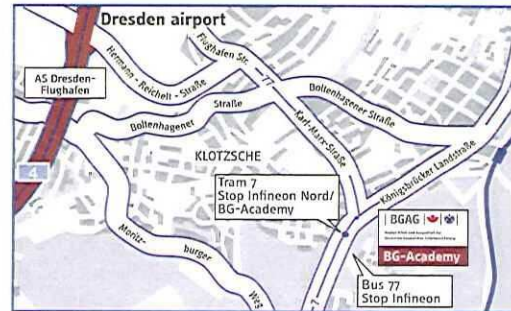 Dresden airport
Flughafen Str.
Hermann-Reichelt-Straße
AS Dresden-
Flughafen
77
Boltenhagener Straße
Boltenhagener Straße
Karl-Marx-Straße
KLOTZSCHE
4
Königsbrücker Landstraße
Tram 7
Stop Infineon Nord/
BG-Academy
BGAG
BG-Academy
Moritz-
burger
Weg
7
Bus 77
Stop Infineon